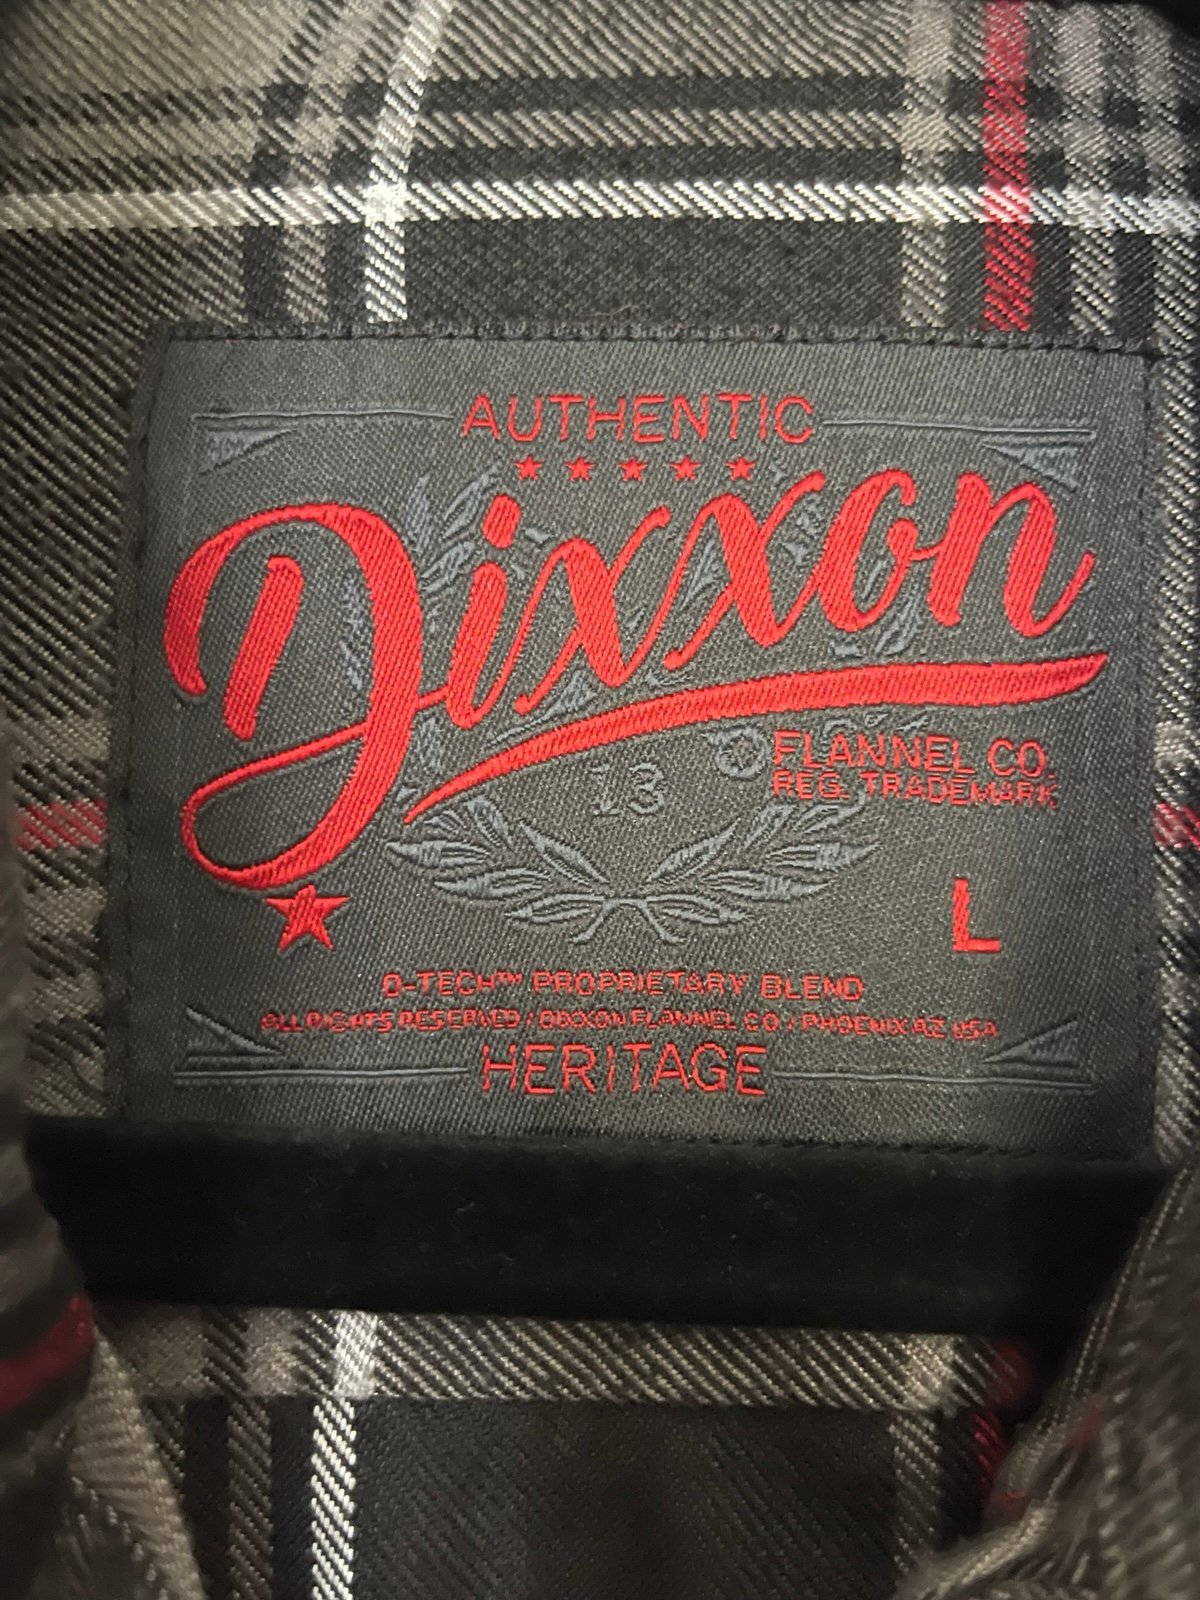 AUTHENTIC
Dixxon
FLANNEL CO.
REG. TRADEMARK
13
L
D-TECH™ PROPRIETARY BLEND
ALL RIGHTS RESERVED / DIXXON FLANNEL CO / PHOENIX AZ USA
HERITAGE